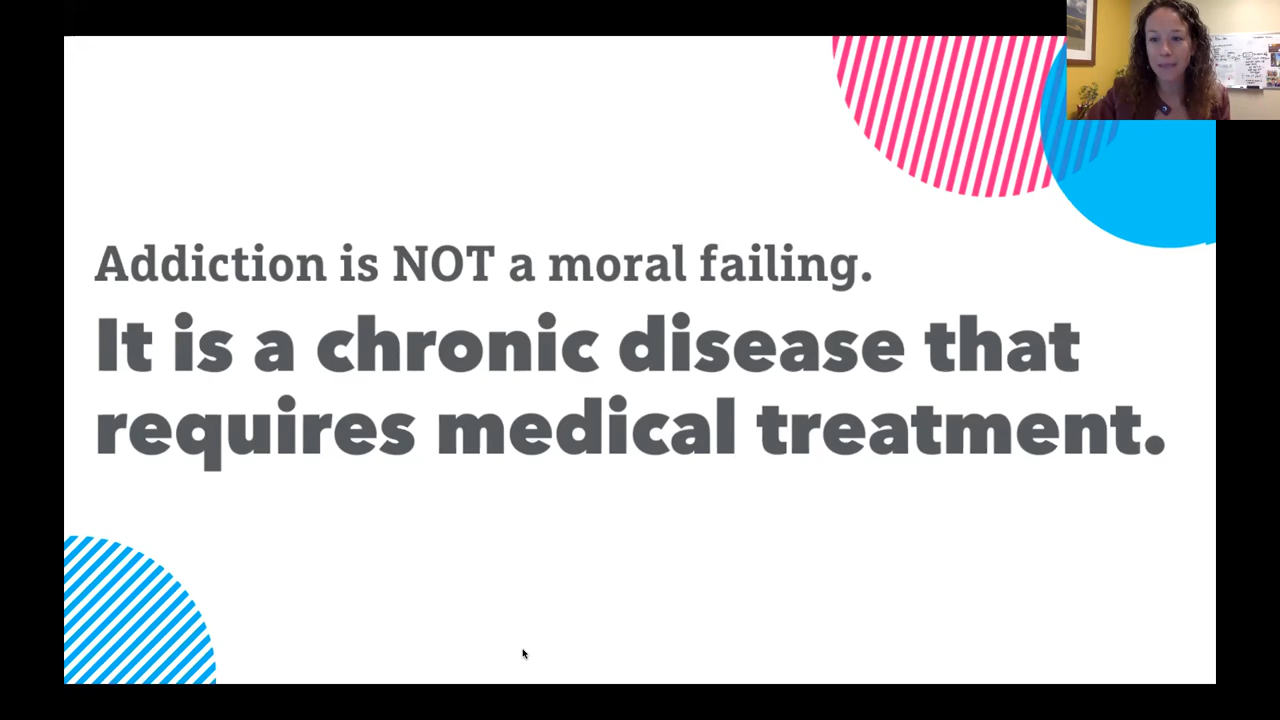 Addiction is NOT a moral failing.
It is a chronic disease that
requires medical treatment.